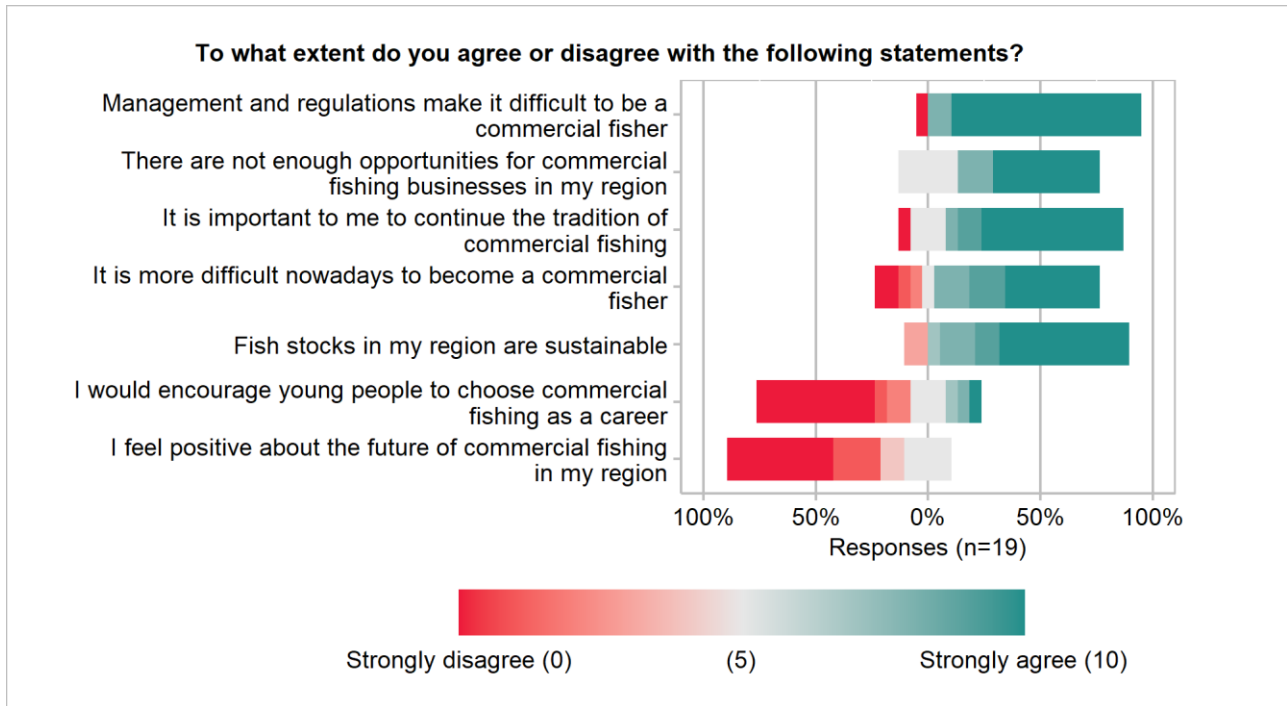 To what extent do you agree or disagree with the following statements?
Management and regulations make it difficult to be a
commercial fisher
There are not enough opportunities for commercial
fishing businesses in my region
It is important to me to continue the tradition of
commercial fishing
It is more difficult nowadays to become a commercial
fisher
Fish stocks in my region are sustainable
I would encourage young people to choose commercial
fishing as a career
I feel positive about the future of commercial fishing
in my region
100% 50% 0% 50% 100%
Responses (n=19)
Strongly disagree (0) (5) Strongly agree (10)